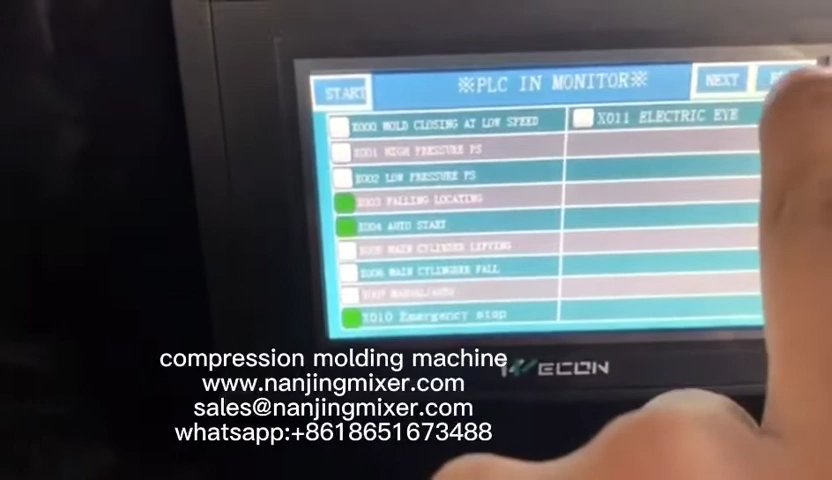 START
※PLC IN MONITOR※
NEXT
X000 MOLD CLOSING AT LOW SPEED
X011 ELECTRIC EYE
X001 HIGH PRESSURE PS
X002 LOW PRESSURE PS
X003 FALLING LOCATING
X004 AUTO START
X005 MAIN CYLINDER LIFTING
X006 MAIN CYLINDER FALL
X007 MANUAL/AUTO
X010 Emergency stop
WECON
compression molding machine
www.nanjingmixer.com
sales@nanjingmixer.com
whatsapp:+8618651673488